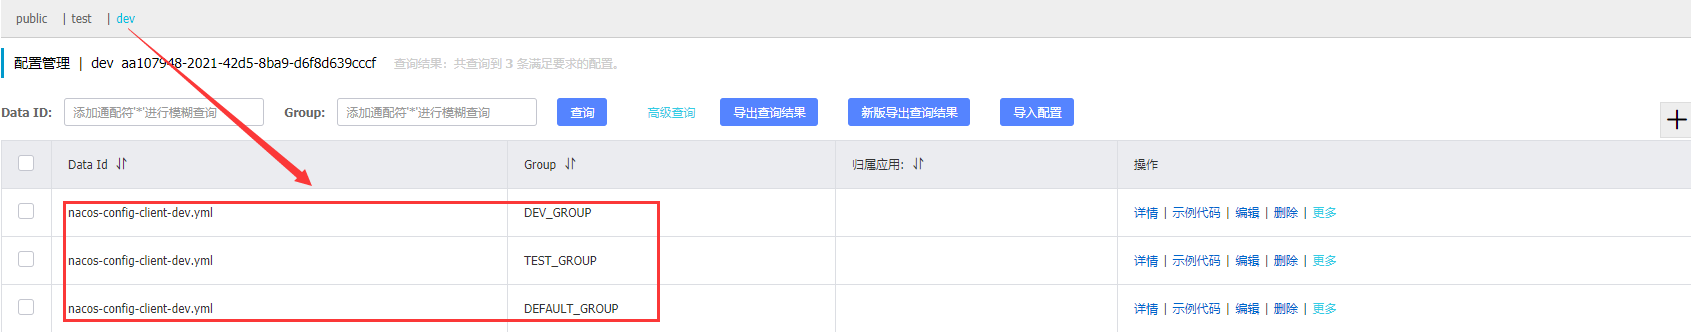 public | test | dev
配置管理 | dev aa107948-2021-42d5-8ba9-d6f8d639cccf 查询结果：共查询到 3 条满足要求的配置。
Data ID: 添加通配符'*'进行模糊查询 Group: 添加通配符'*'进行模糊查询 查询 高级查询 导出查询结果 新版导出查询结果 导入配置
Data Id Group 归属应用: 操作
nacos-config-client-dev.yml DEV_GROUP 详情 | 示例代码 | 编辑 | 删除 | 更多
nacos-config-client-dev.yml TEST_GROUP 详情 | 示例代码 | 编辑 | 删除 | 更多
nacos-config-client-dev.yml DEFAULT_GROUP 详情 | 示例代码 | 编辑 | 删除 | 更多